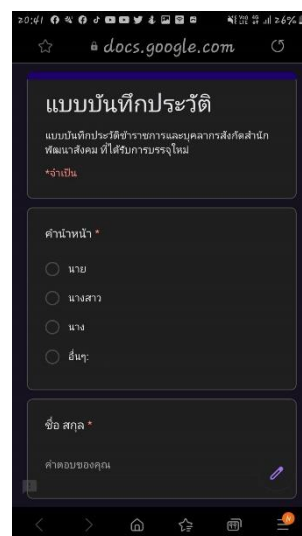 20:41
26%
docs.google.com
แบบบันทึกประวัติ
แบบบันทึกประวัติข้าราชการและบุคลากรสังกัดสำนัก
พัฒนาสังคม ที่ได้รับการบรรจุใหม่
*จำเป็น
คำนำหน้า *
นาย
นางสาว
นาง
อื่นๆ:
ชื่อ สกุล *
คำตอบของคุณ
N